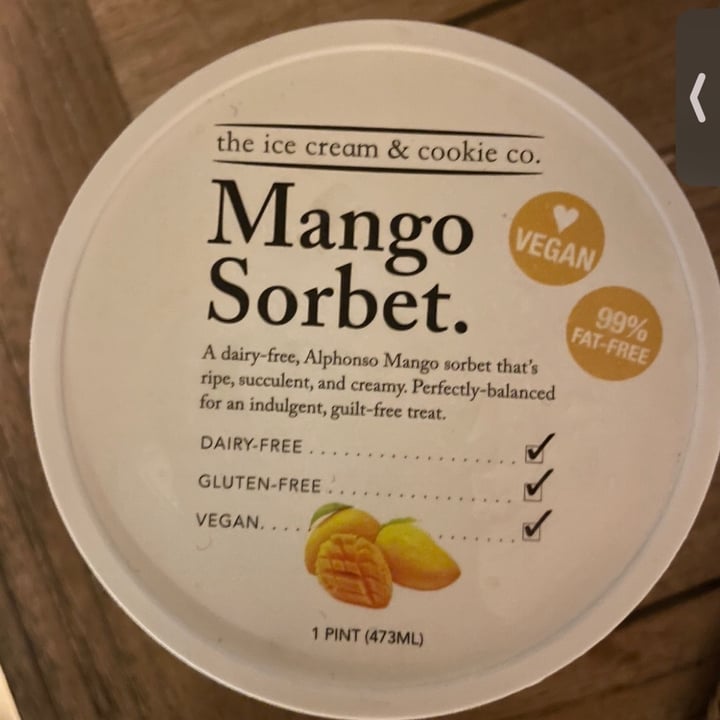 the ice cream & cookie co.
Mango
Sorbet.
VEGAN
99%
FAT-FREE
A dairy-free, Alphonso Mango sorbet that's
ripe, succulent, and creamy. Perfectly-balanced
for an indulgent, guilt-free treat.
DAIRY-FREE ..................... ✓
GLUTEN-FREE ................... ✓
VEGAN.... ....... ✓
1 PINT (473ML)